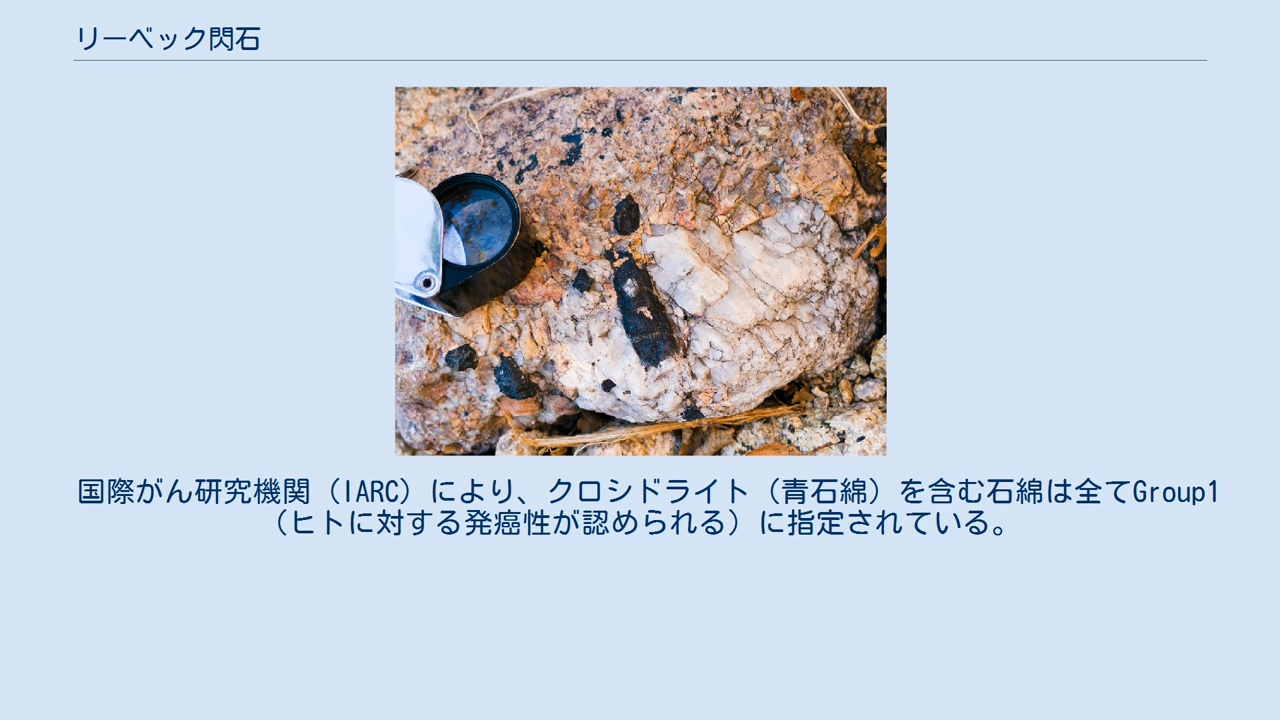 リーベック閃石
国際がん研究機関（IARC）により、クロシドライト（青石綿）を含む石綿は全てGroup1
（ヒトに対する発癌性が認められる）に指定されている。